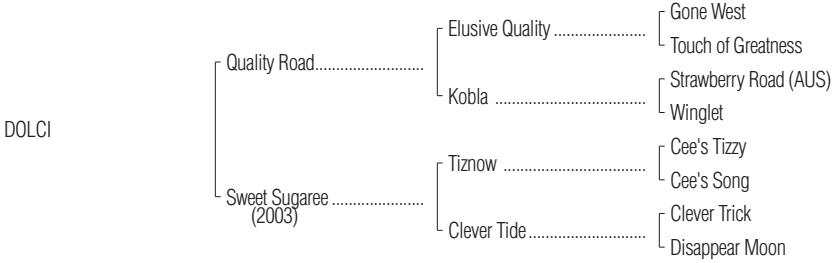 Gone West
Elusive Quality ......................
Touch of Greatness
Quality Road..........................
Strawberry Road (AUS)
Kobla ....................................
Winglet
DOLCI
Cee's Tizzy
Tiznow ..................................
Cee's Song
Sweet Sugaree ......................
(2003)
Clever Trick
Clever Tide............................
Disappear Moon